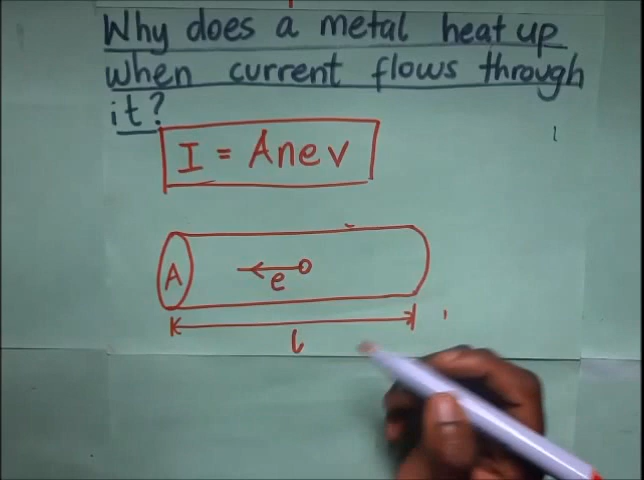 Why does a metal heat up
when current flows through
it?
I = Anev
A
e
l